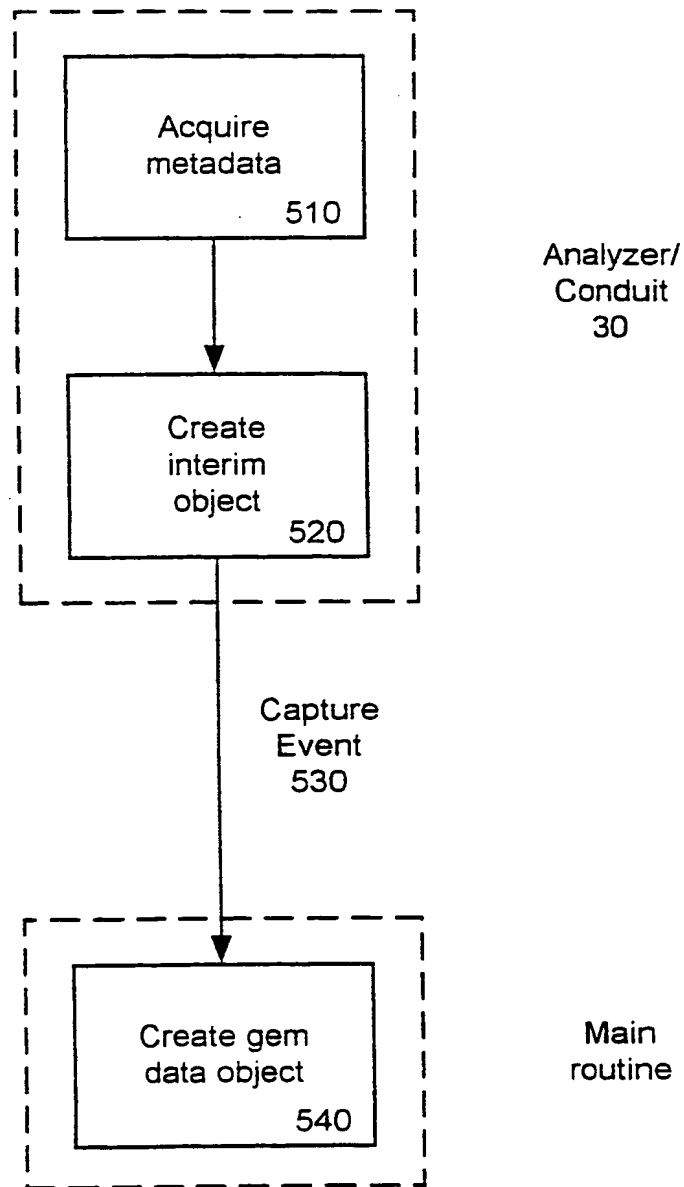 Acquire
metadata
510
Analyzer/
Conduit
30
Create
interim
object
520
Capture
Event
530
Create gem
data object
540
Main
routine